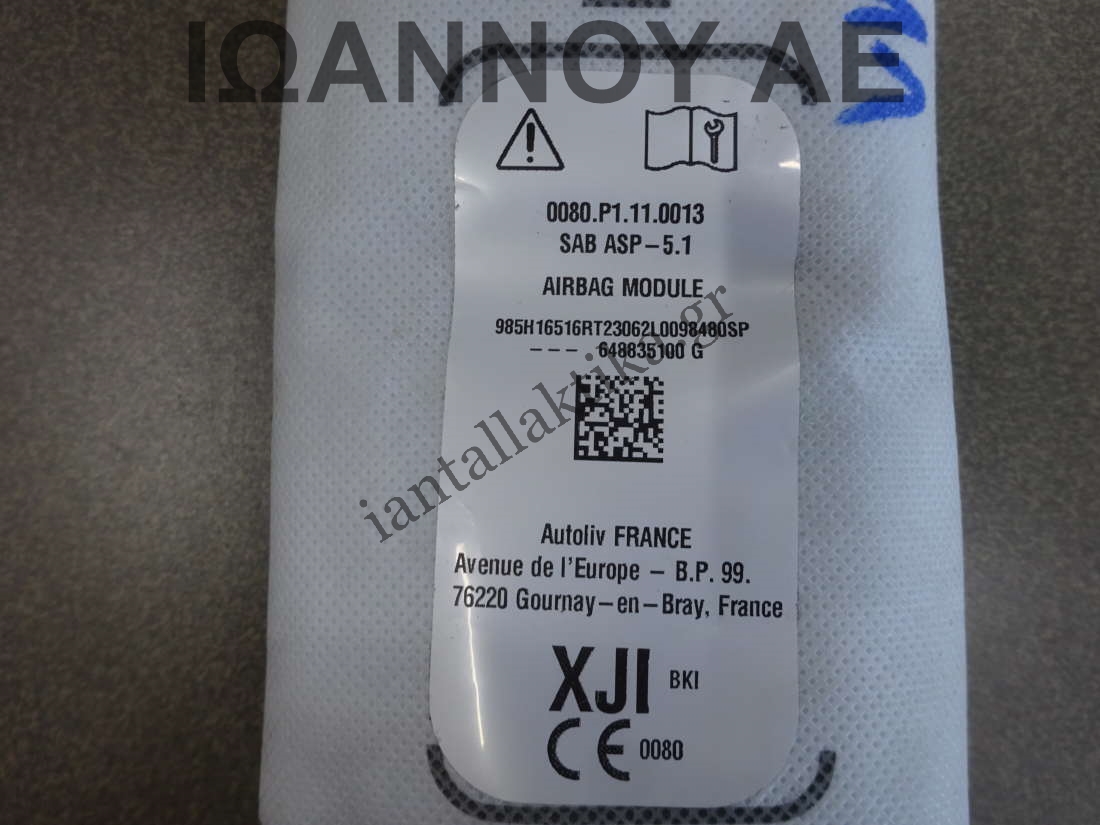 ΙΩΑΝΝΟΥ ΑΕ
0080.P1.11.0013
SAB ASP-5.1
AIRBAG MODULE
985H16516RT23062L0098480SP
--- 648835100 G
iantallaktika.gr
Autoliv FRANCE
Avenue de l'Europe - B.P. 99.
76220 Gournay-en-Bray, France
XJI BKI
CE 0080